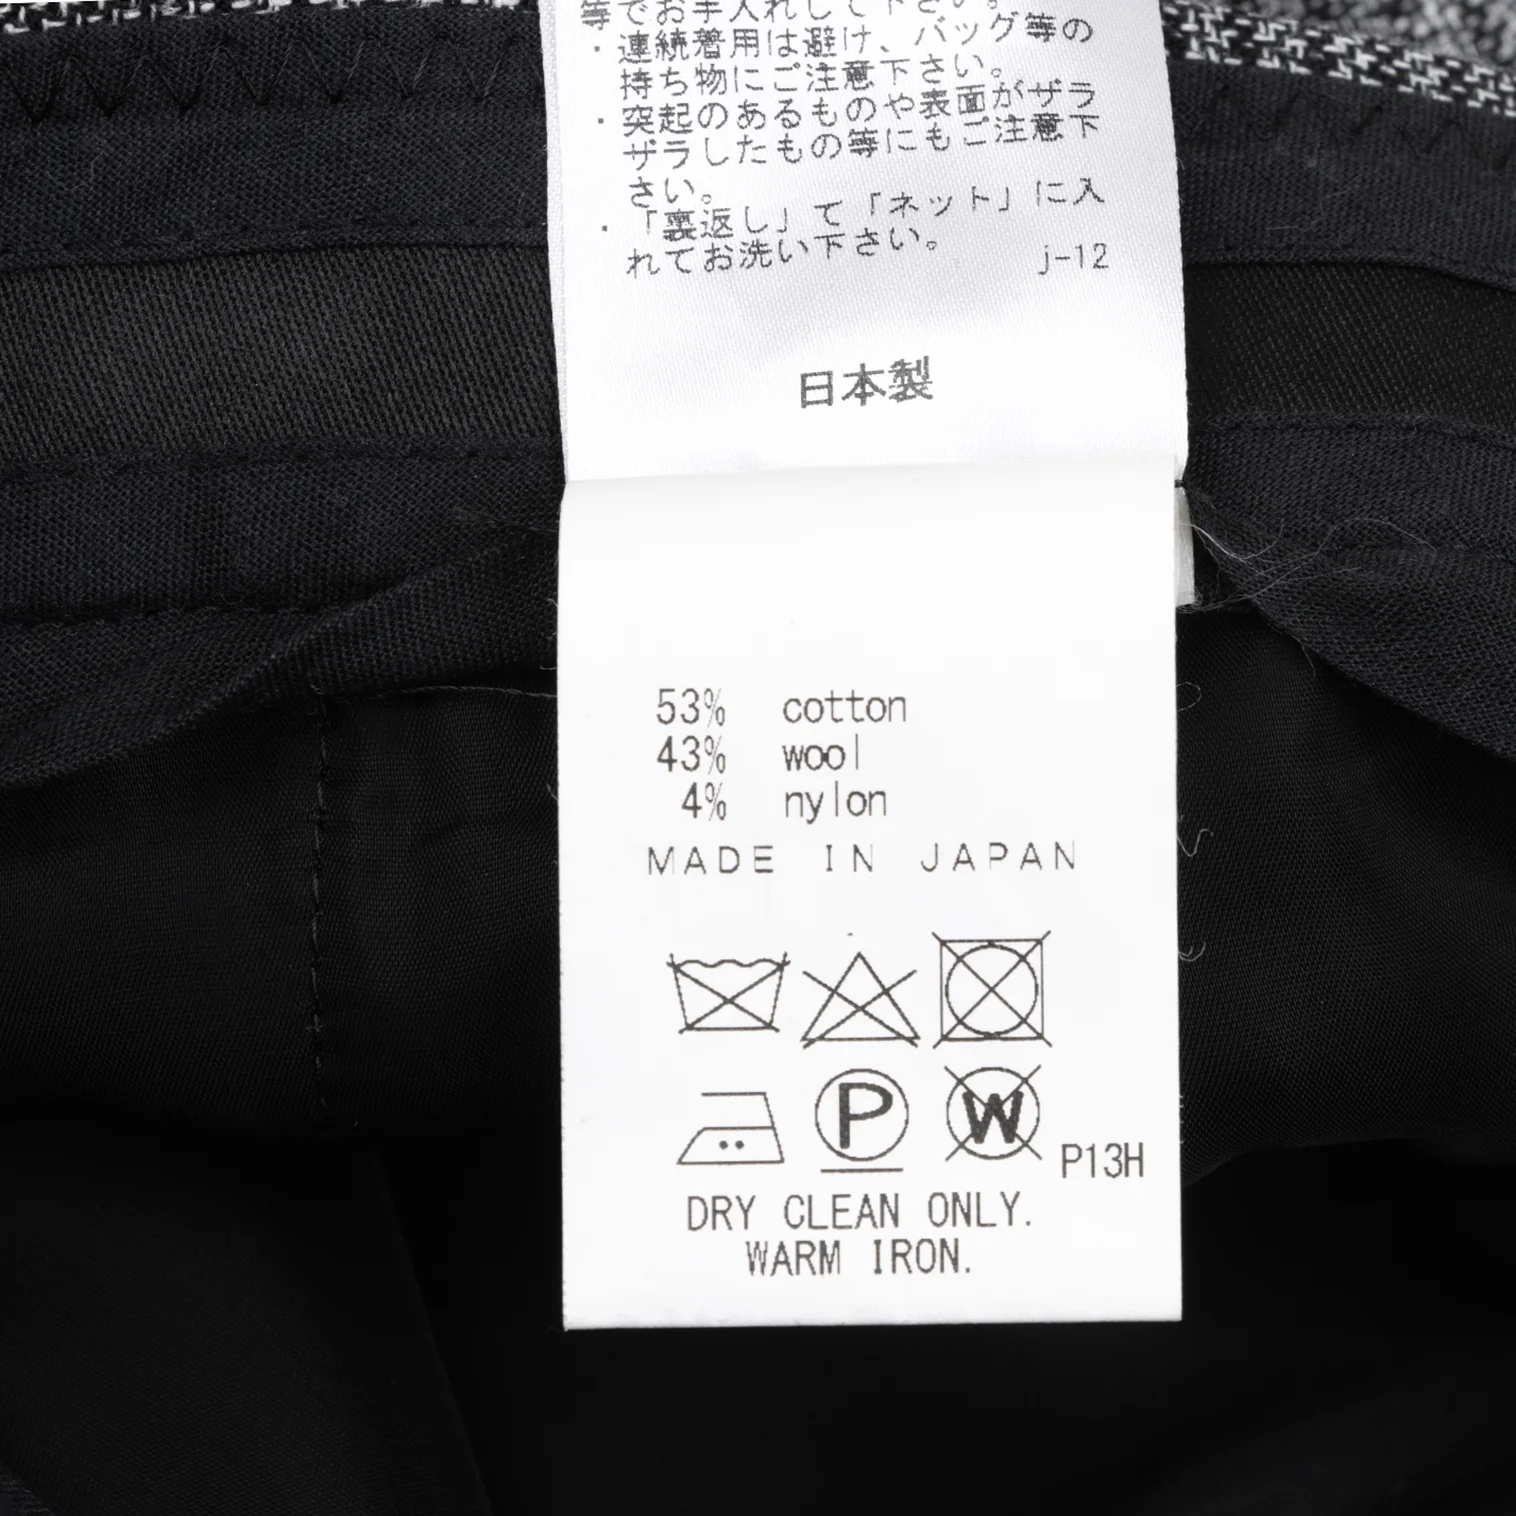 等でお手入れして下さい。
・連続着用は避け、バッグ等の
持ち物にご注意下さい。
・突起のあるものや表面がザラ
ザラしたもの等にもご注意下
さい。
・「裏返し」て「ネット」に入
れてお洗い下さい。
j-12
日本製
53% cotton
43% wool
4% nylon
MADE IN JAPAN
P W P13H
DRY CLEAN ONLY.
WARM IRON.